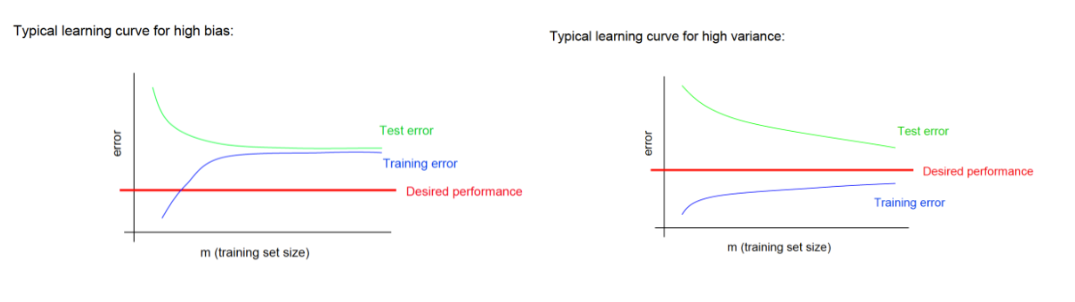 Typical learning curve for high bias:
error
Test error
Training error
Desired performance
m (training set size)
Typical learning curve for high variance:
error
Test error
Desired performance
Training error
m (training set size)